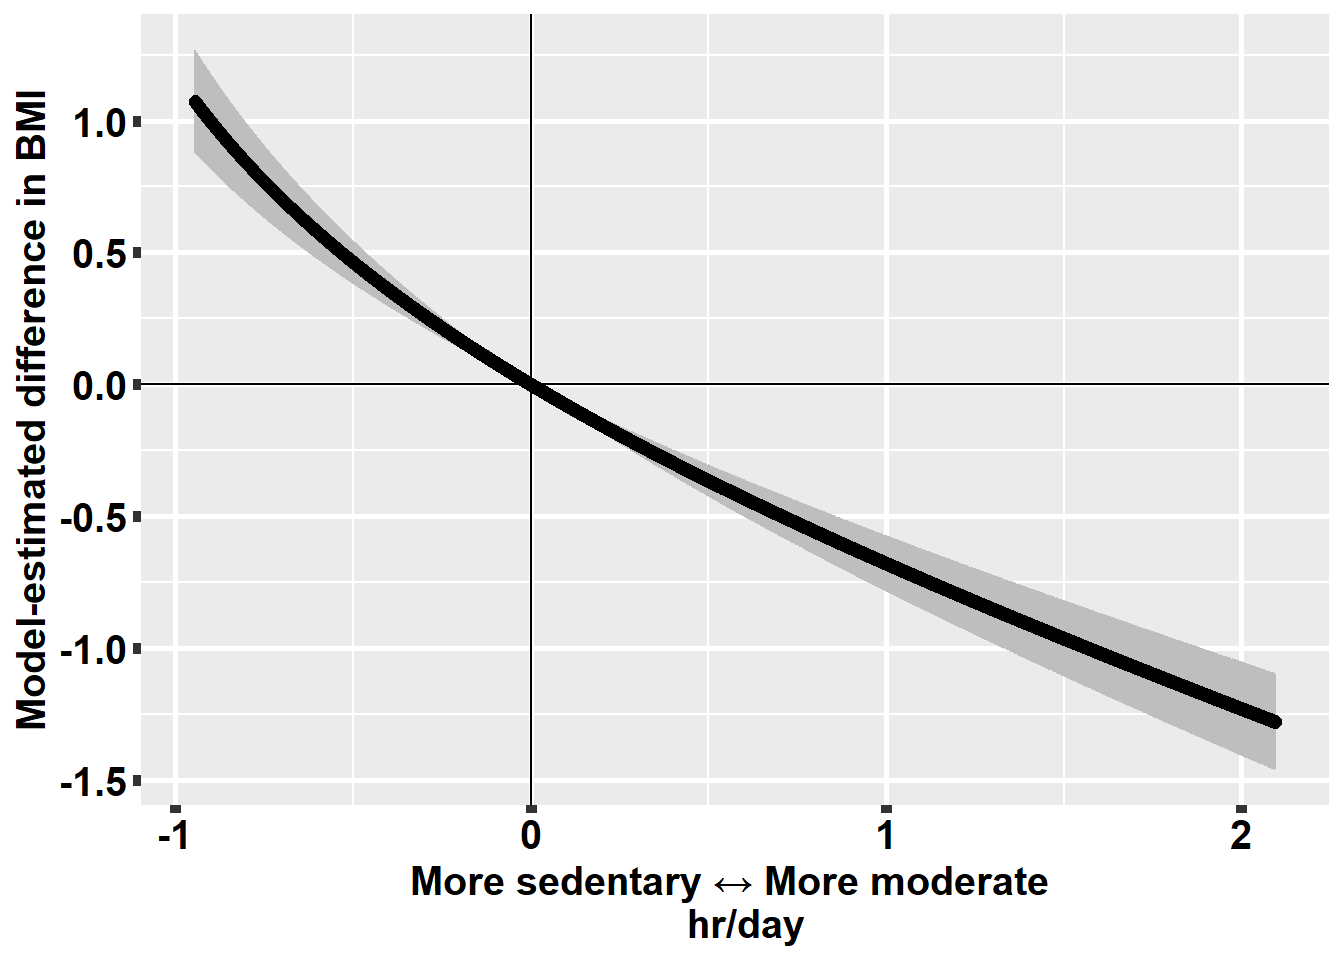 Model-estimated difference in BMI
1.0
0.5
0.0
-0.5
-1.0
-1.5
-1 0 1 2
More sedentary ↔ More moderate
hr/day